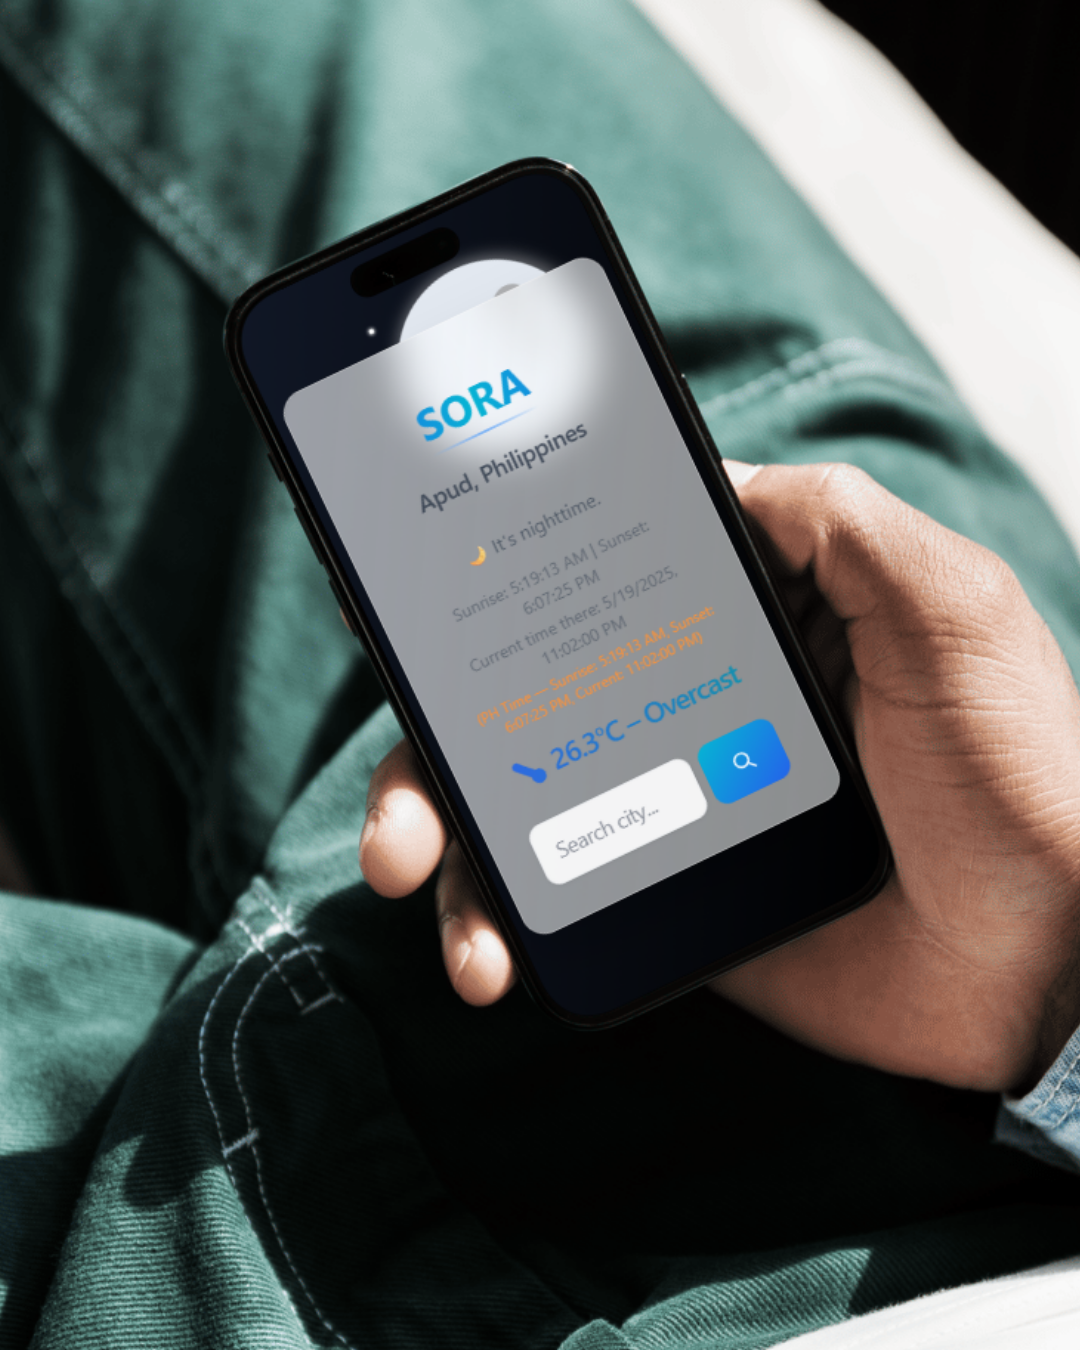 SORA
Apud, Philippines
🌙 It's nighttime.
Sunrise: 5:19:13 AM | Sunset:
6:07:25 PM
Current time there: 5/19/2025,
11:02:00 PM
(PH Time — Sunrise: 5:19:13 AM, Sunset:
6:07:25 PM, Current: 11:02:00 PM)
26.3°C – Overcast
Search city...